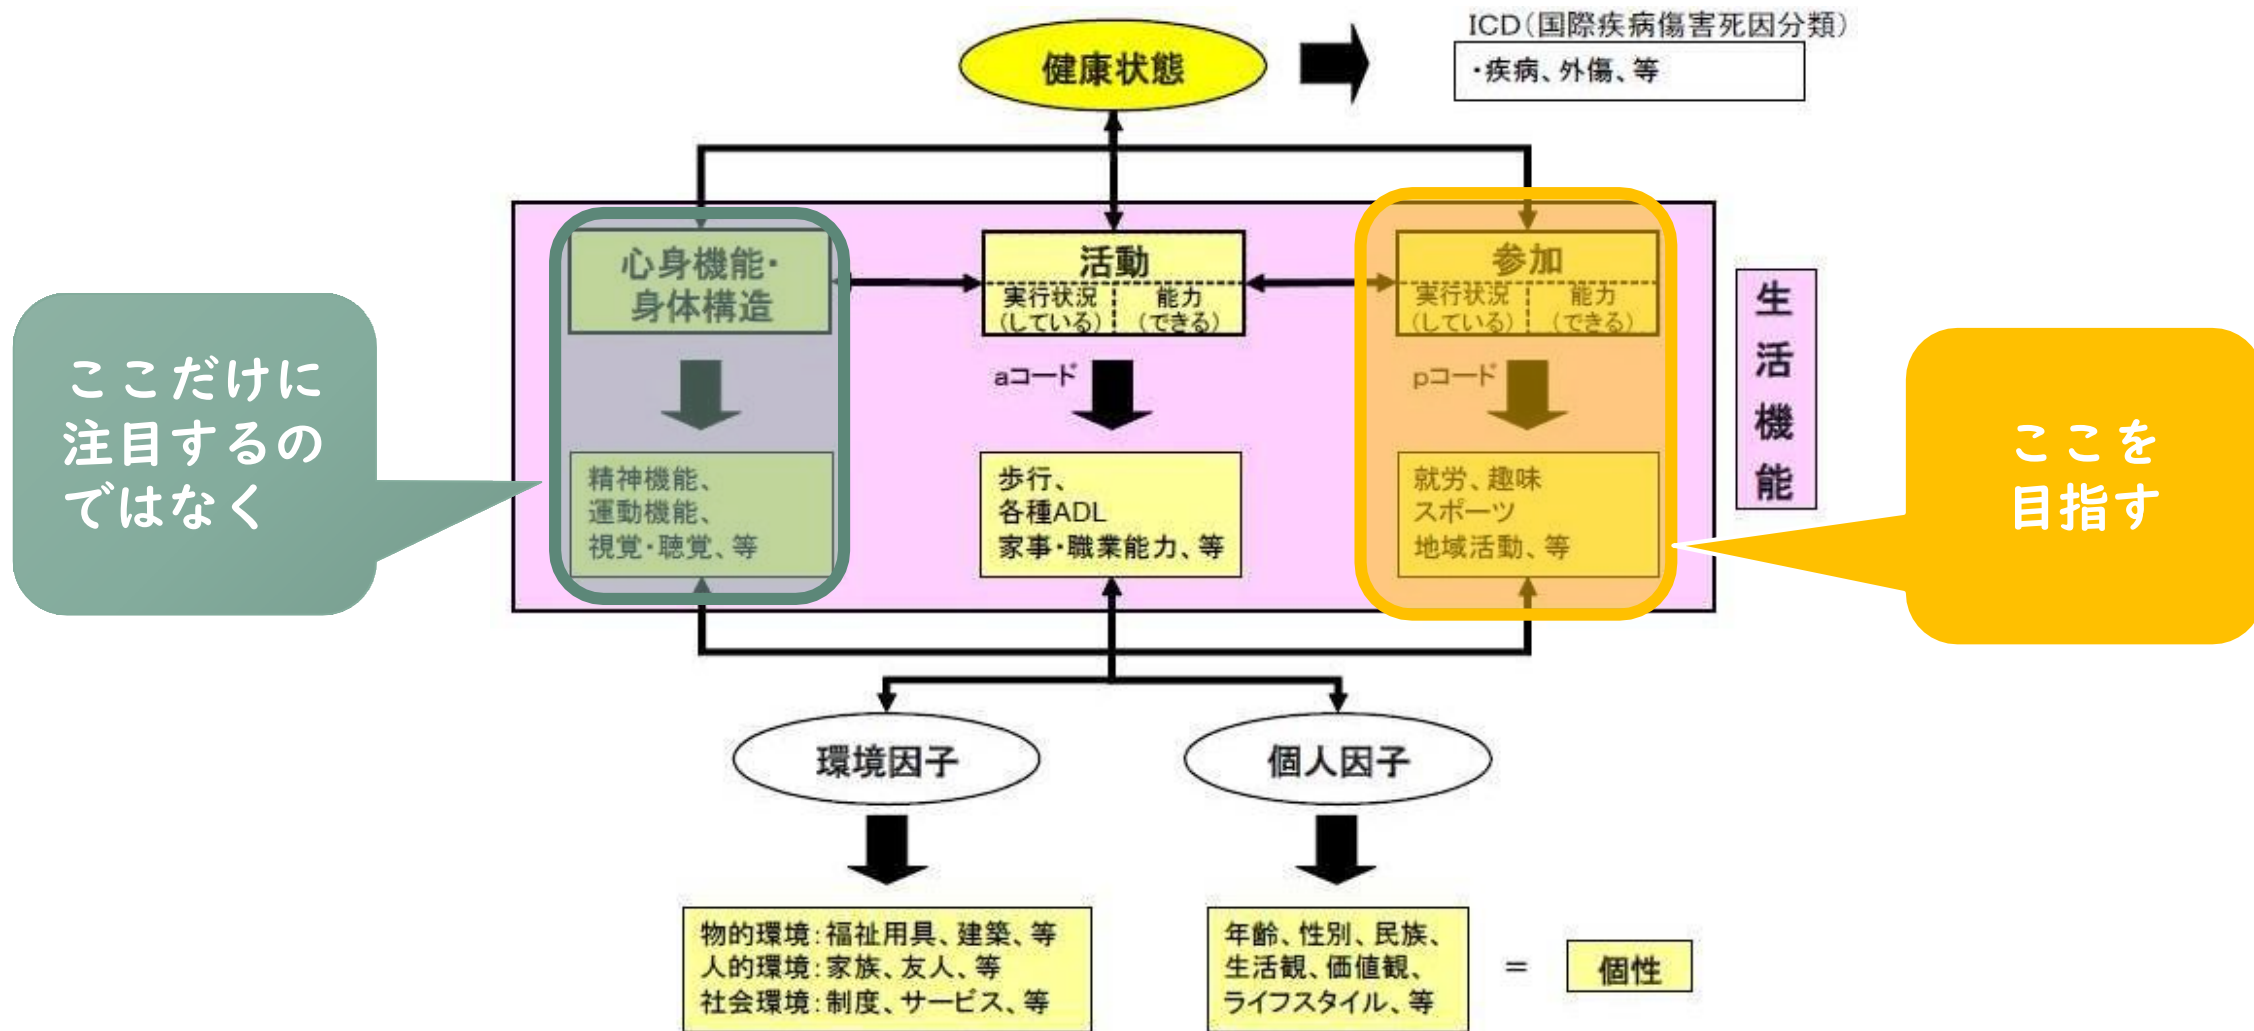 ICD(国際疾病傷害死因分類)
・疾病、外傷、等
健康状態
心身機能・
身体構造
活動
実行状況
(している)
能力
(できる)
参加
実行状況
(している)
能力
(できる)
生
活
機
能
ここだけに
注目するの
ではなく
aコード
pコード
ここを
目指す
精神機能、
運動機能、
視覚・聴覚、等
歩行、
各種ADL
家事・職業能力、等
就労、趣味
スポーツ
地域活動、等
環境因子
個人因子
物的環境:福祉用具、建築、等
人的環境:家族、友人、等
社会環境:制度、サービス、等
年齢、性別、民族、
生活観、価値観、
ライフスタイル、等
=
個性